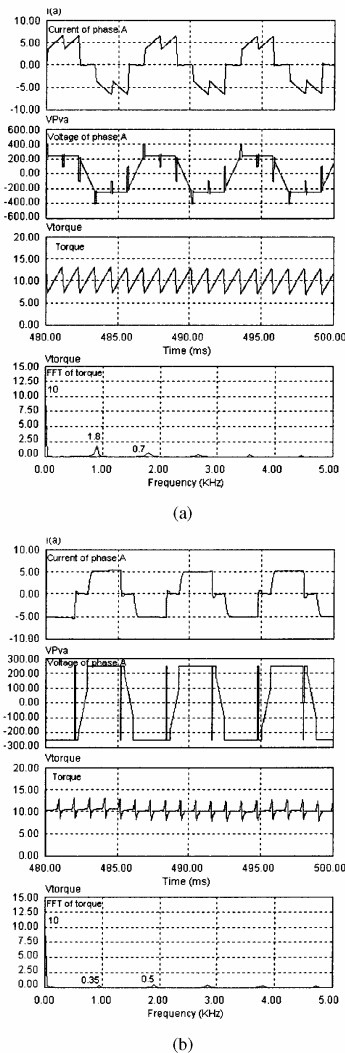 i(a)
10.00
Current of phase A
5.00
0.00
-5.00
-10.00
VPva
600.00
Voltage of phase A
400.00
200.00
0.00
-200.00
-400.00
-600.00
Vtorque
20.00
Torque
15.00
10.00
5.00
0.00
480.00 485.00 490.00 495.00 500.00
Time (ms)
Vtorque
15.00
FFT of torque
12.50
10
10.00
7.50
5.00
2.50
1.8
0.7
0.00
0.00 1.00 2.00 3.00 4.00 5.00
Frequency (KHz)
(a)
i(a)
10.00
Current of phase A
5.00
0.00
-5.00
-10.00
VPva
300.00
Voltage of phase A
200.00
100.00
0.00
-100.00
-200.00
-300.00
Vtorque
20.00
Torque
15.00
10.00
5.00
0.00
480.00 485.00 490.00 495.00 500.00
Time (ms)
Vtorque
15.00
FFT of torque
12.50
10
10.00
7.50
5.00
2.50
0.35
0.5
0.00
0.00 1.00 2.00 3.00 4.00 5.00
Frequency (KHz)
(b)